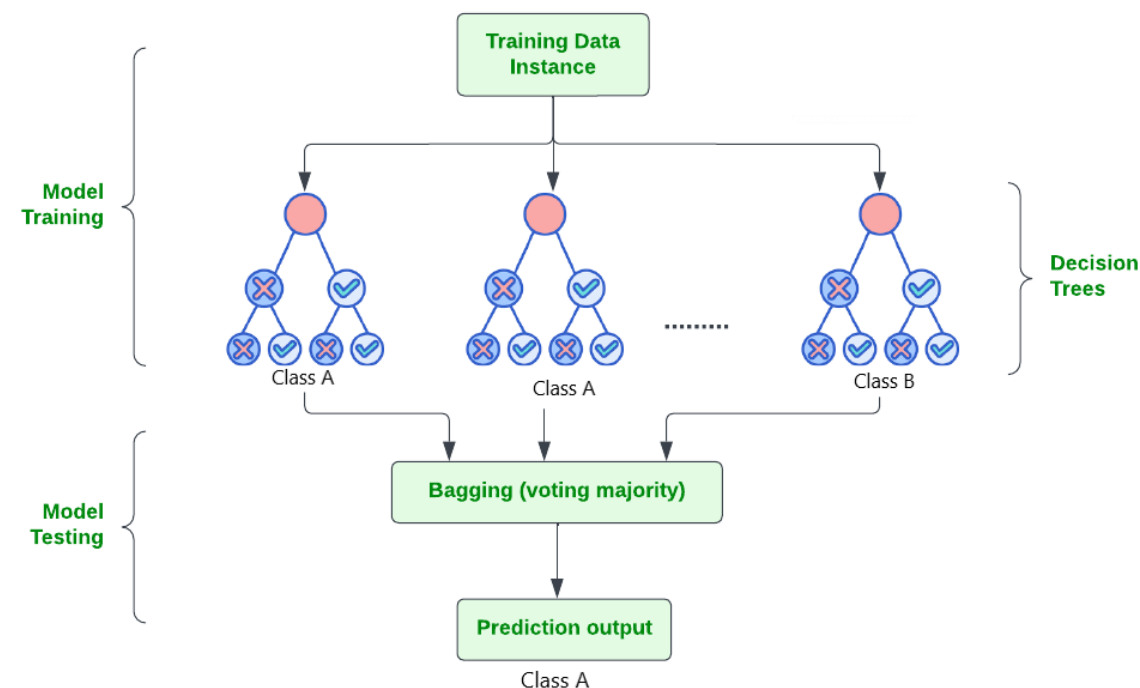 Training Data
Instance
Model
Training
Decision
Trees
Class A
Class A
Class B
Bagging (voting majority)
Model
Testing
Prediction output
Class A